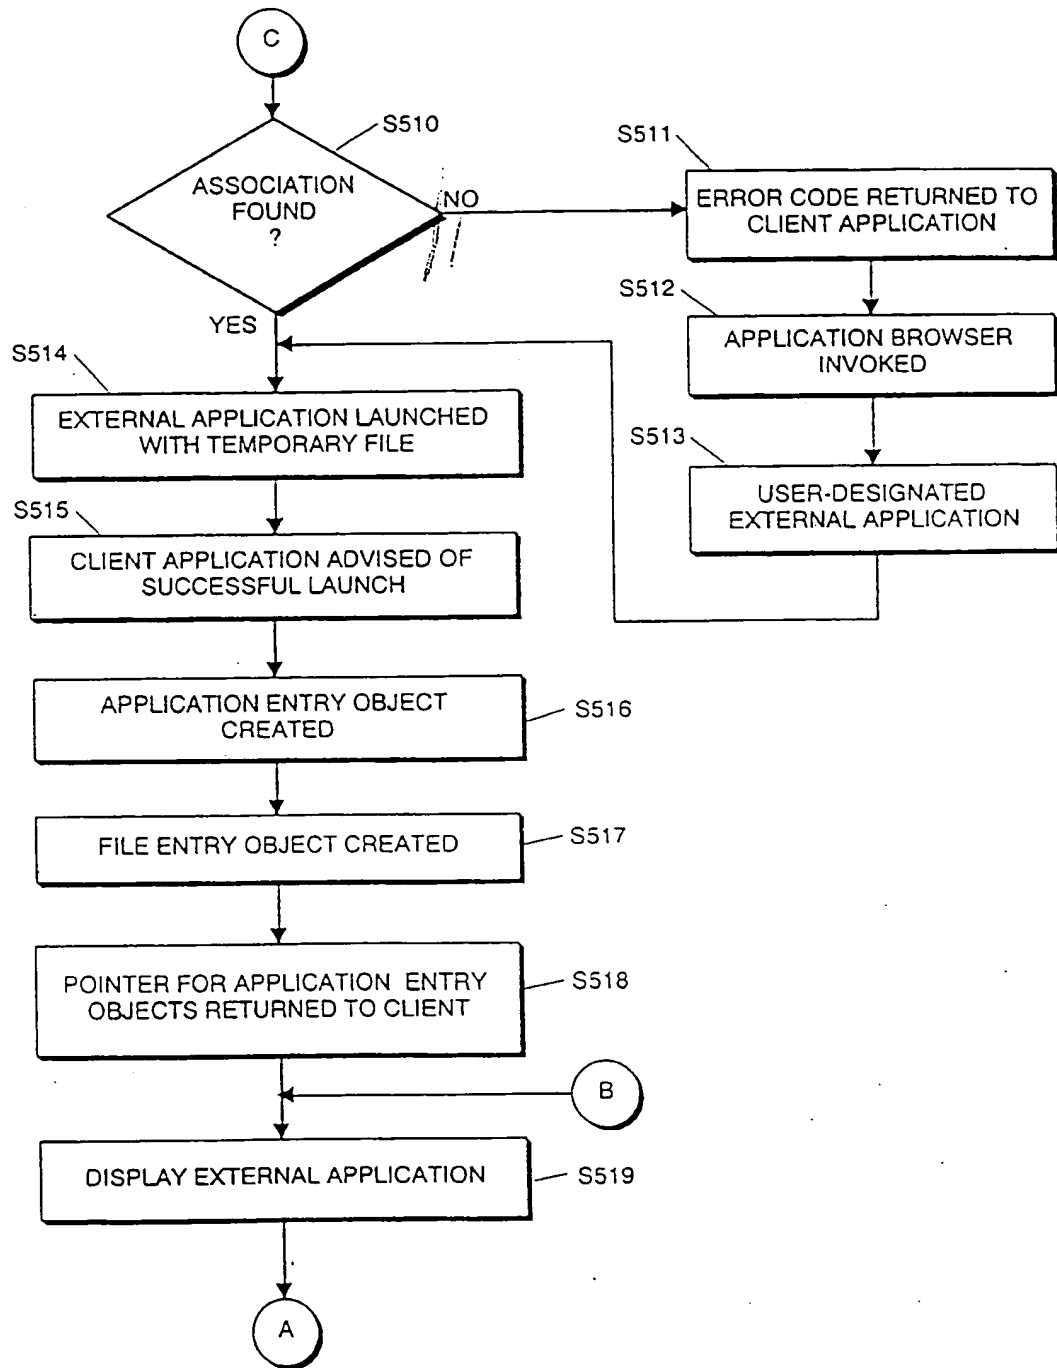 C
S510
ASSOCIATION
FOUND
?
NO
YES
S511
ERROR CODE RETURNED TO
CLIENT APPLICATION
S512
APPLICATION BROWSER
INVOKED
S513
USER-DESIGNATED
EXTERNAL APPLICATION
S514
EXTERNAL APPLICATION LAUNCHED
WITH TEMPORARY FILE
S515
CLIENT APPLICATION ADVISED OF
SUCCESSFUL LAUNCH
APPLICATION ENTRY OBJECT
CREATED
S516
FILE ENTRY OBJECT CREATED
S517
POINTER FOR APPLICATION ENTRY
OBJECTS RETURNED TO CLIENT
S518
B
DISPLAY EXTERNAL APPLICATION
S519
A